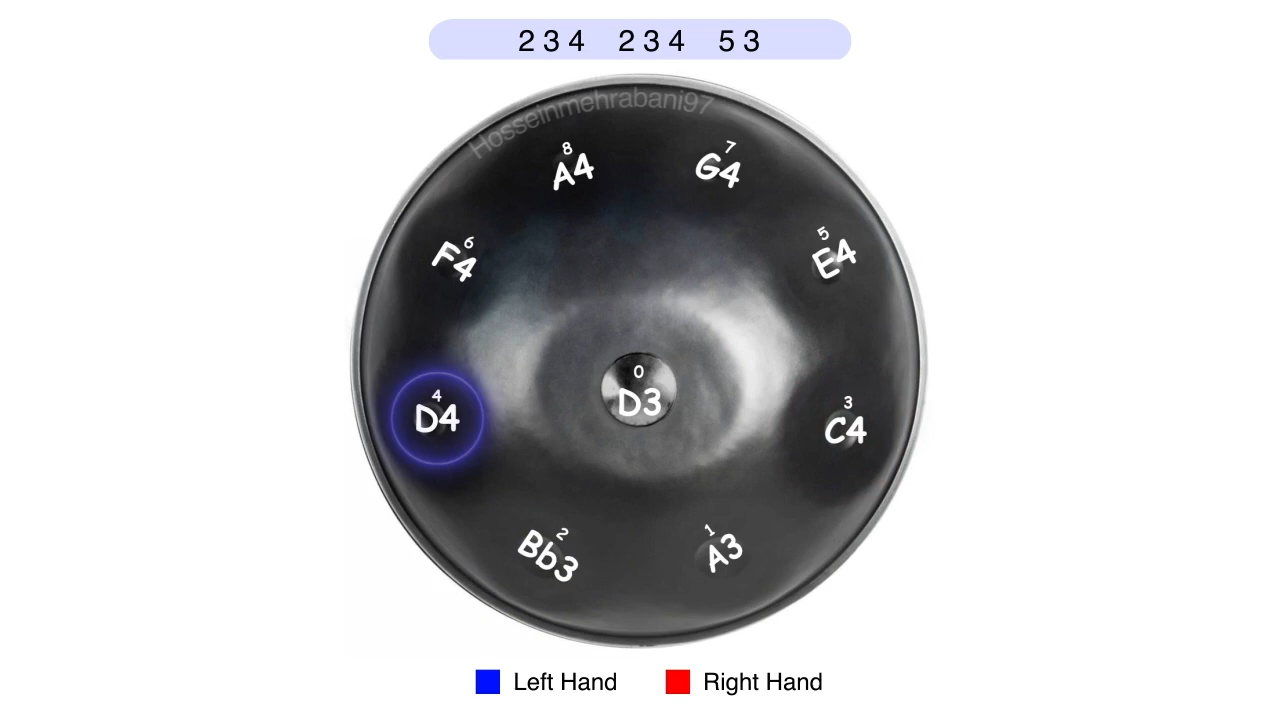 2 3 4 2 3 4 5 3
Hosseinmehrabani97
8
A4
7
G4
6
F4
5
E4
4
D4
0
D3
3
C4
2
Bb3
1
A3
Left Hand
Right Hand